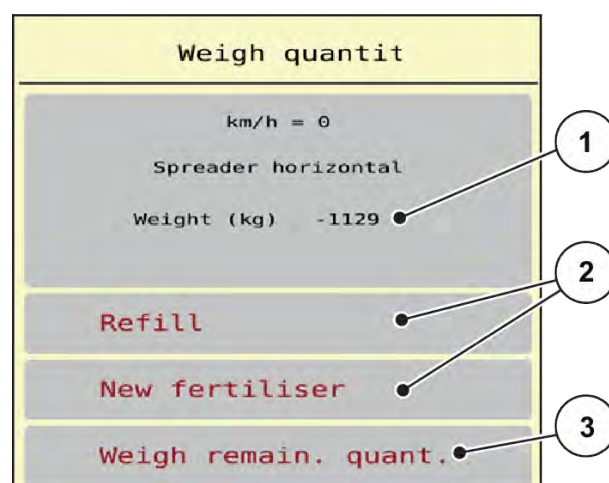 Weigh quantit
km/h = 0
Spreader horizontal
Weight (kg) -1129
1
2
Refill
New fertiliser
3
Weigh remain. quant.